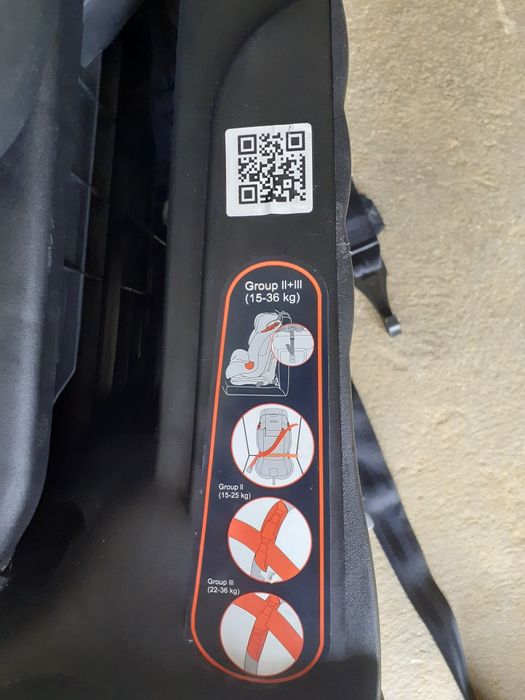 Group II+III
(15-36 kg)
Group II
(15-25 kg)
Group III
(22-36 kg)